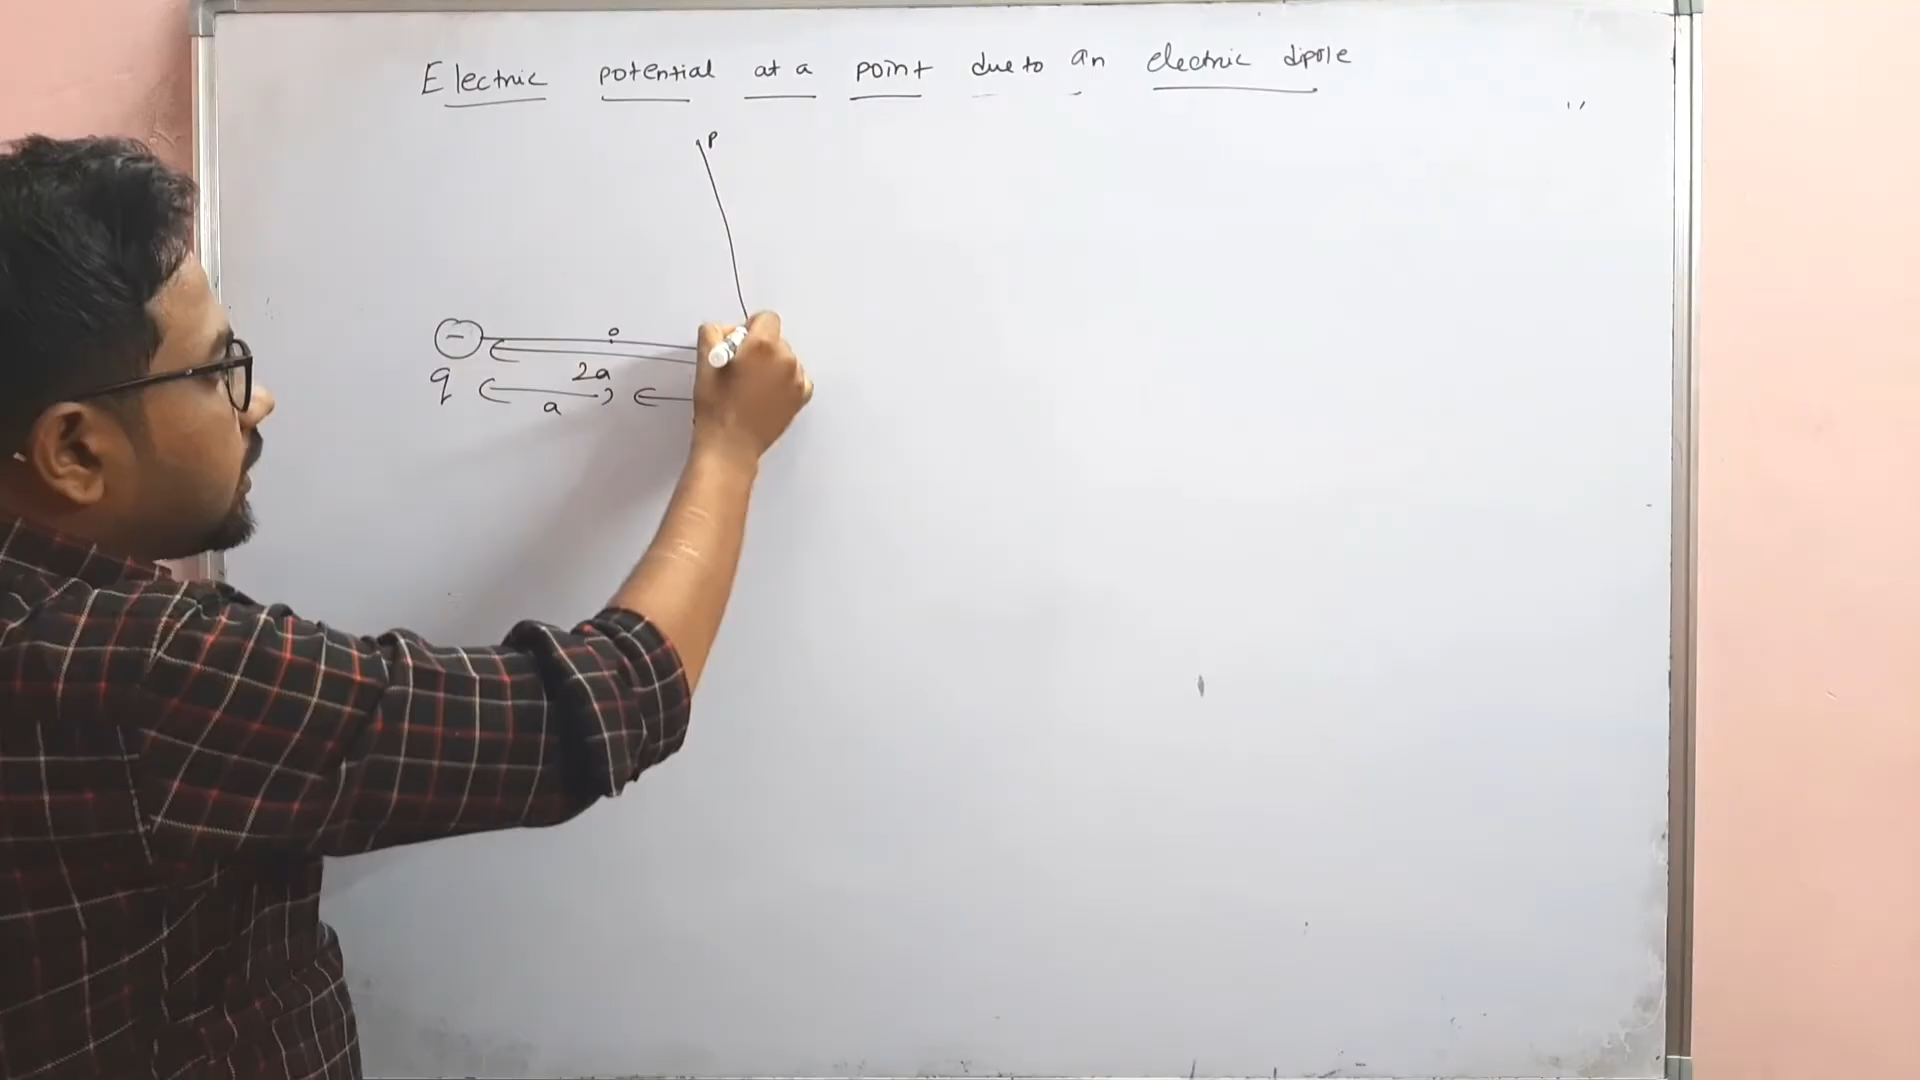 Electric potential at a point due to an electric dipole
P
− o
2a
q
a